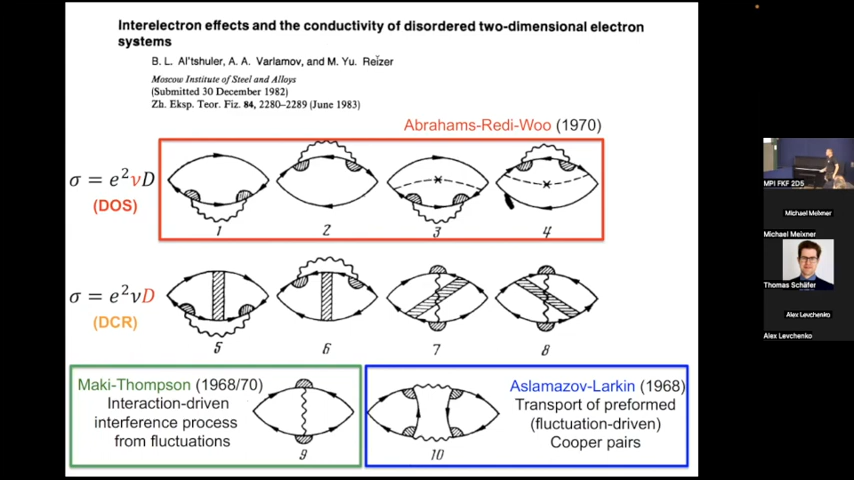 Interelectron effects and the conductivity of disordered two-dimensional electron
systems
B. L. Al'tshuler, A. A. Varlamov, and M. Yu. Reĭzer
Moscow Institute of Steel and Alloys
(Submitted 30 December 1982)
Zh. Eksp. Teor. Fiz. 84, 2280–2289 (June 1983)
Abrahams-Redi-Woo (1970)
σ = e²νD
(DOS)
1 2 3 4
σ = e²νD
(DCR)
5 6 7 8
Maki-Thompson (1968/70)
Interaction-driven
interference process
from fluctuations
9
10
Aslamazov-Larkin (1968)
Transport of preformed
(fluctuation-driven)
Cooper pairs
MPI FKF 2D5
Michael Meixner
Michael Meixner
Thomas Schäfer
Alex Levchenko
Alex Levchenko